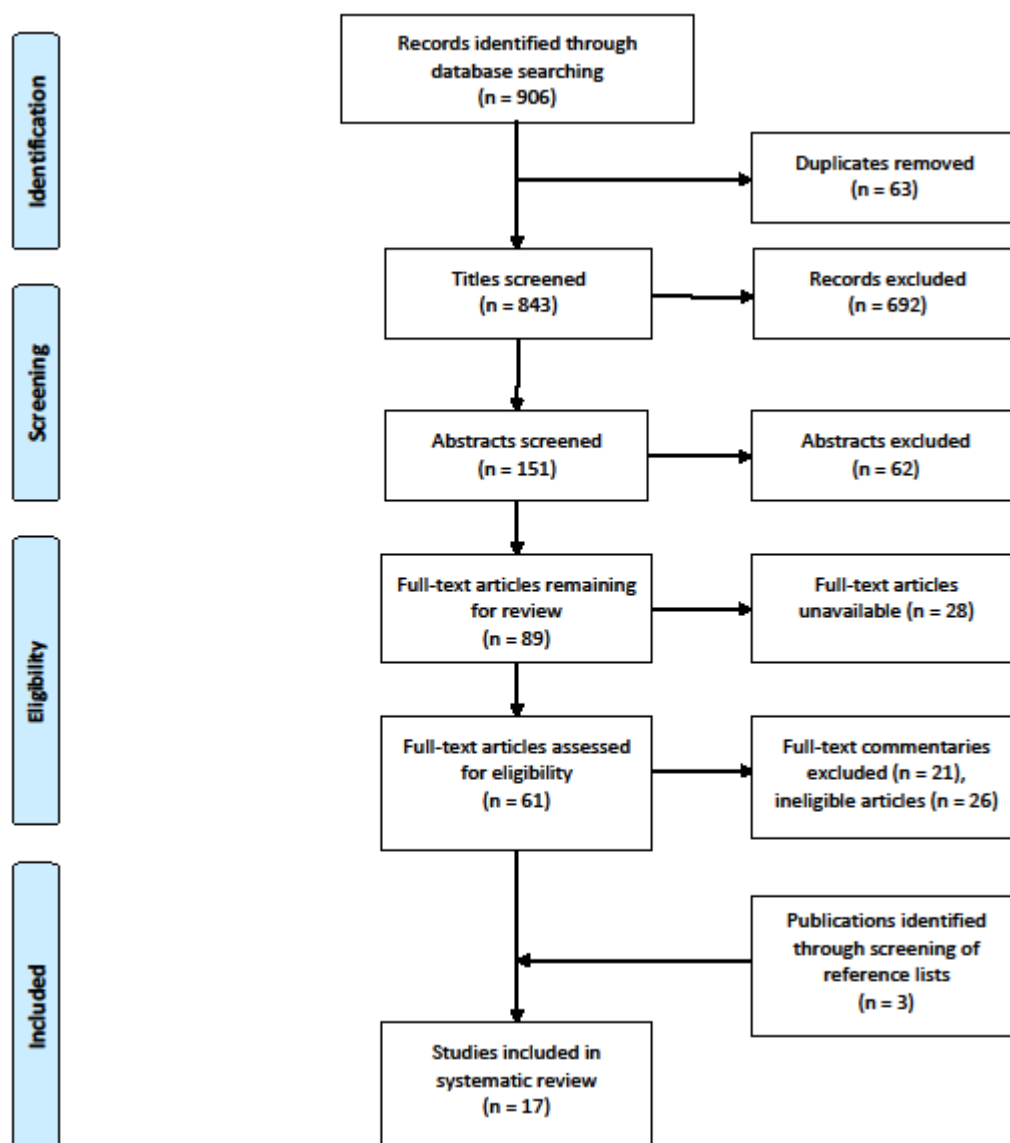 Identification
Records identified through
database searching
(n = 906)
Duplicates removed
(n = 63)
Screening
Titles screened
(n = 843)
Records excluded
(n = 692)
Abstracts screened
(n = 151)
Abstracts excluded
(n = 62)
Eligibility
Full-text articles remaining
for review
(n = 89)
Full-text articles
unavailable (n = 28)
Full-text articles assessed
for eligibility
(n = 61)
Full-text commentaries
excluded (n = 21),
ineligible articles (n = 26)
Included
Publications identified
through screening of
reference lists
(n = 3)
Studies included in
systematic review
(n = 17)